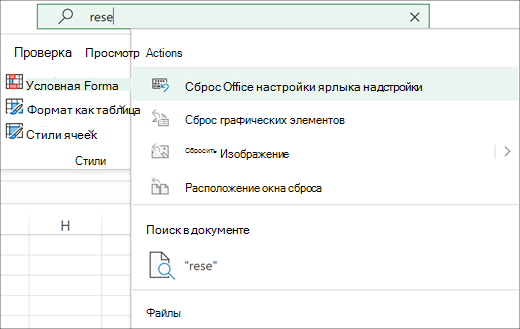 rese
Проверка Просмотр
Условная Forma
Формат как таблица
Стили ячеек
Стили
H
Actions
Сброс Office настройки ярлыка надстройки
Сброс графических элементов
Сбросить Изображение
Расположение окна сброса
Поиск в документе
"rese"
Файлы